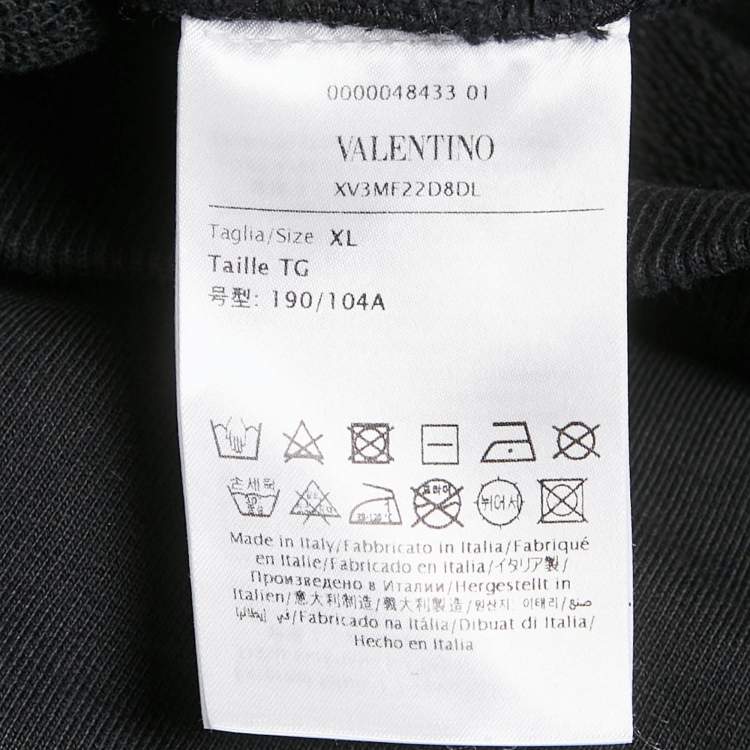 0000048433 01
VALENTINO
XV3MF22D8DL
Taglia/Size XL
Taille TG
号型: 190/104A
손세탁
Made in Italy/Fabbricato in Italia/Fabriqué
en Italie/Fabricado en italia/イタリア製/
Произведено в Италии/Hergestellt in
Italien/意大利制造/義大利製造/원산지 이태리/صنع
في إيطاليا/Fabricado na Itália/Dibuat di Italia/
Hecho en Italia